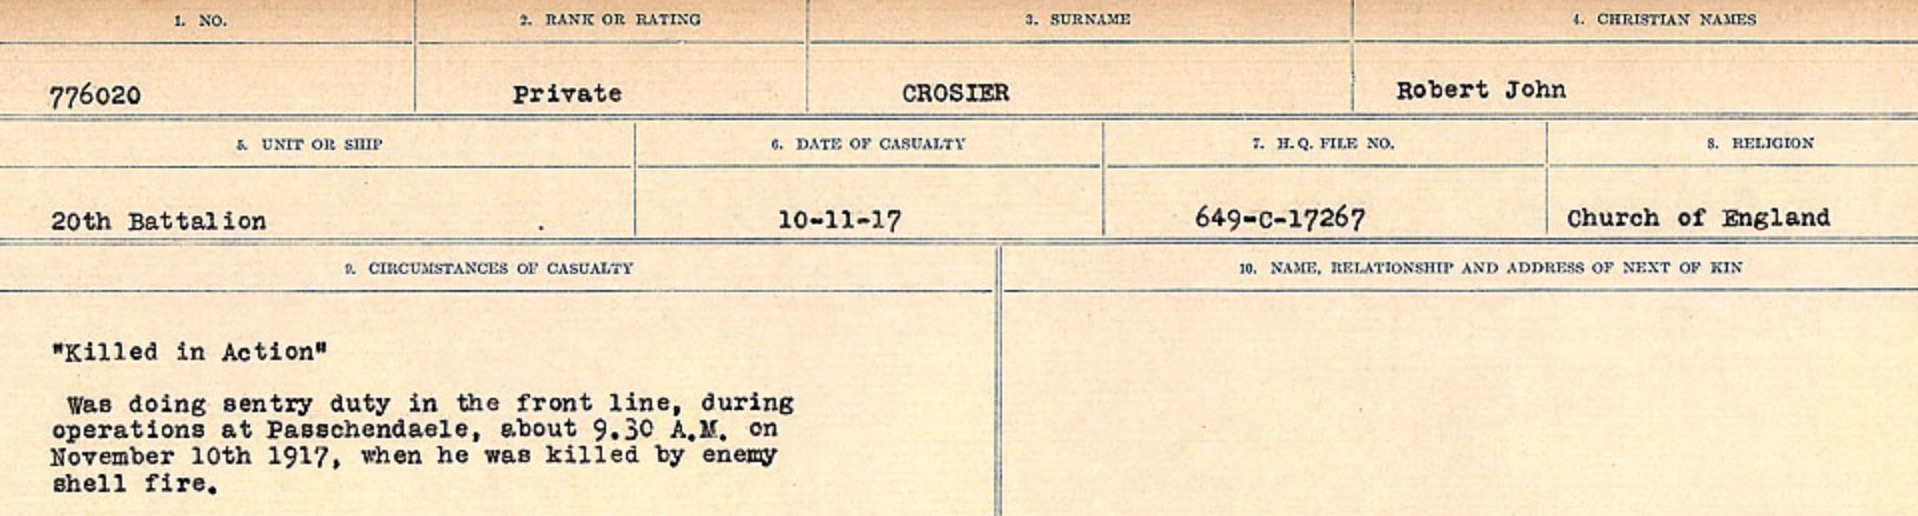 1. NO.
2. RANK OR RATING
3. SURNAME
4. CHRISTIAN NAMES
776020
Private
CROSIER
Robert John
5. UNIT OR SHIP
6. DATE OF CASUALTY
7. H.Q. FILE NO.
8. RELIGION
20th Battalion .
10-11-17
649-C-17267
Church of England
9. CIRCUMSTANCES OF CASUALTY
10. NAME, RELATIONSHIP AND ADDRESS OF NEXT OF KIN
"Killed in Action"
Was doing sentry duty in the front line, during
operations at Passchendaele, about 9.30 A.M. on
November 10th 1917, when he was killed by enemy
shell fire.